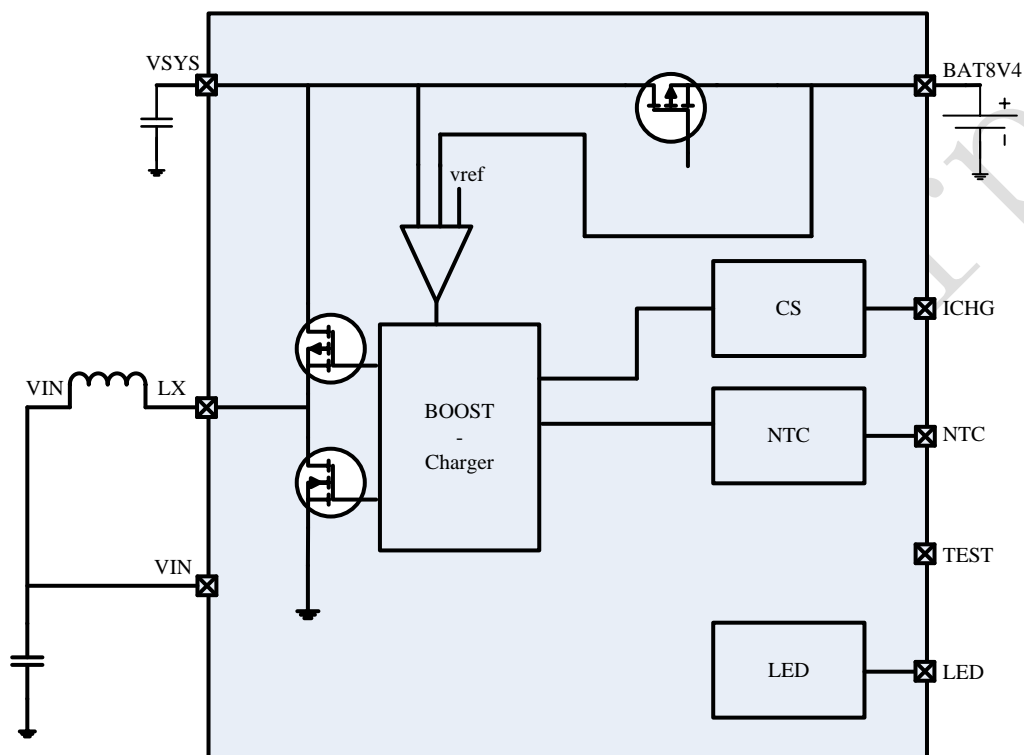 VSYS
BAT8V4
+
-
vref
CS
ICHG
VIN
LX
BOOST
-
Charger
NTC
NTC
VIN
TEST
LED
LED